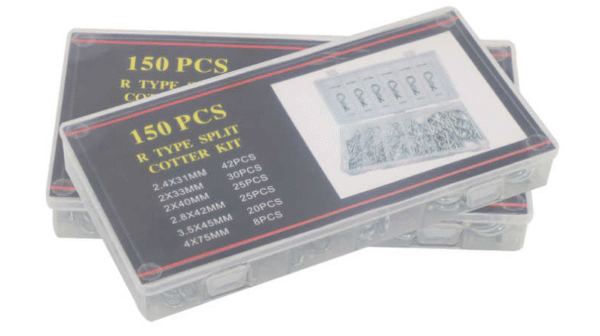 150 PCS
R TYPE
150 PCS
R TYPE SPLIT
COTTER KIT
2.4X31MM 42PCS
2X33MM 30PCS
2X40MM 25PCS
2.8X42MM 25PCS
3.5X45MM 20PCS
4X75MM 8PCS